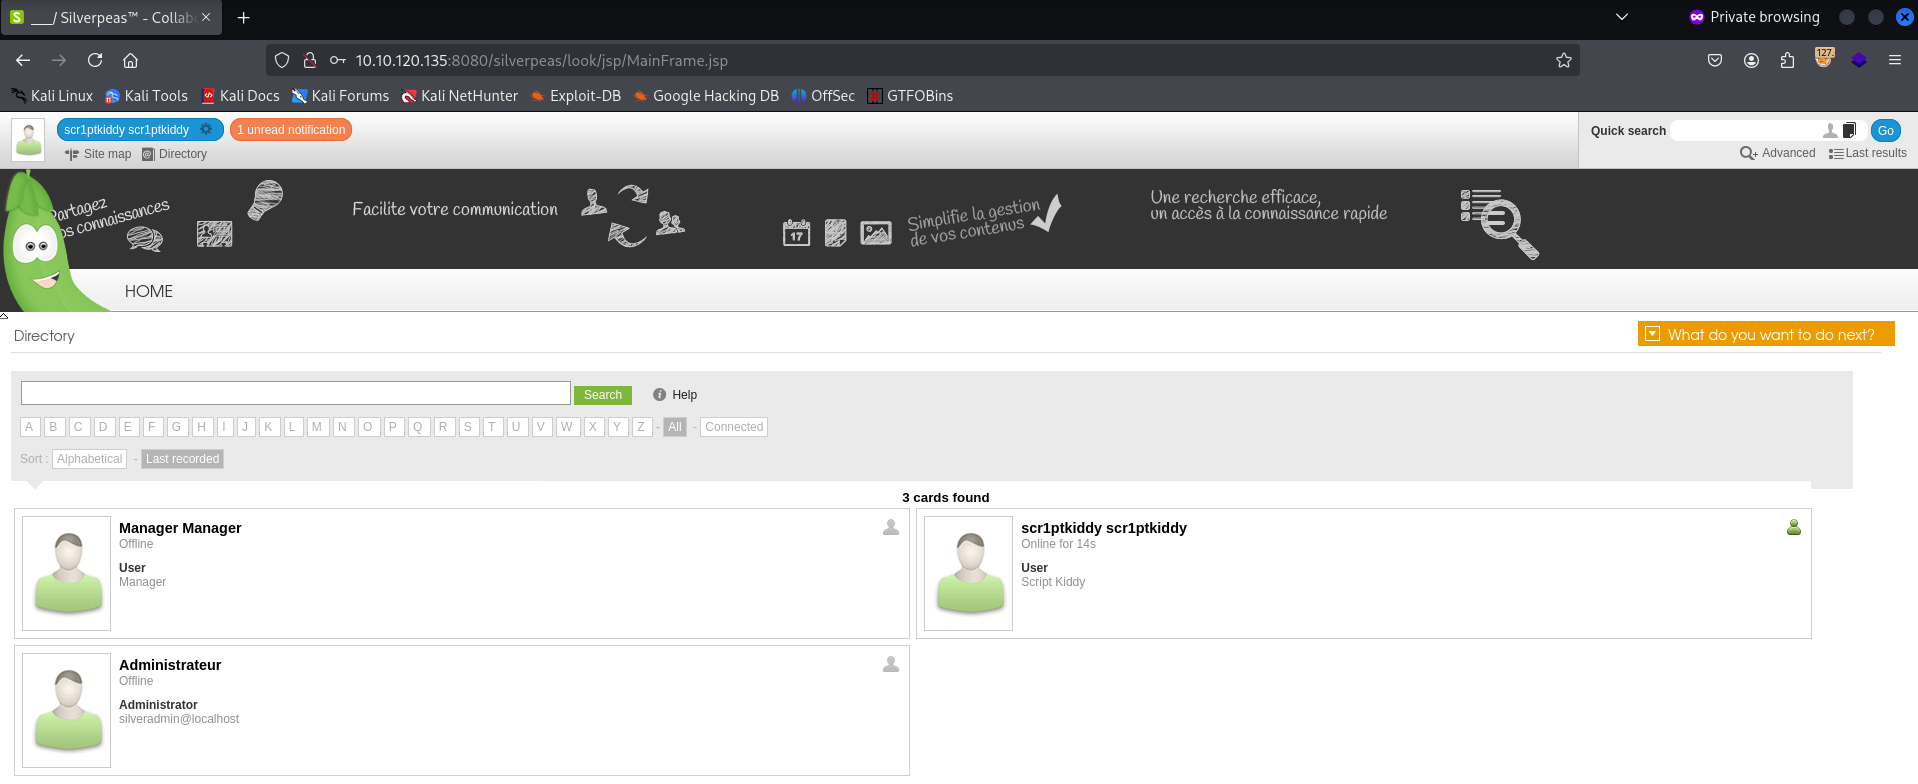 ___/ Silverpeas™ - Collab
Private browsing
10.10.120.135:8080/silverpeas/look/jsp/MainFrame.jsp
127.
Kali Linux Kali Tools Kali Docs Kali Forums Kali NetHunter Exploit-DB Google Hacking DB OffSec GTFOBins
scr1ptkiddy scr1ptkiddy 1 unread notification
Site map Directory
Quick search Go
Advanced Last results
Partagez
vos connaissances
Facilite votre communication
17
Simplifie la gestion
de vos contenus
Une recherche efficace,
un accès à la connaissance rapide
HOME
Directory
What do you want to do next?
Search Help
A B C D E F G H I J K L M N O P Q R S T U V W X Y Z - All - Connected
Sort : Alphabetical - Last recorded
3 cards found
Manager Manager
Offline
User
Manager
scr1ptkiddy scr1ptkiddy
Online for 14s
User
Script Kiddy
Administrateur
Offline
Administrator
silveradmin@localhost